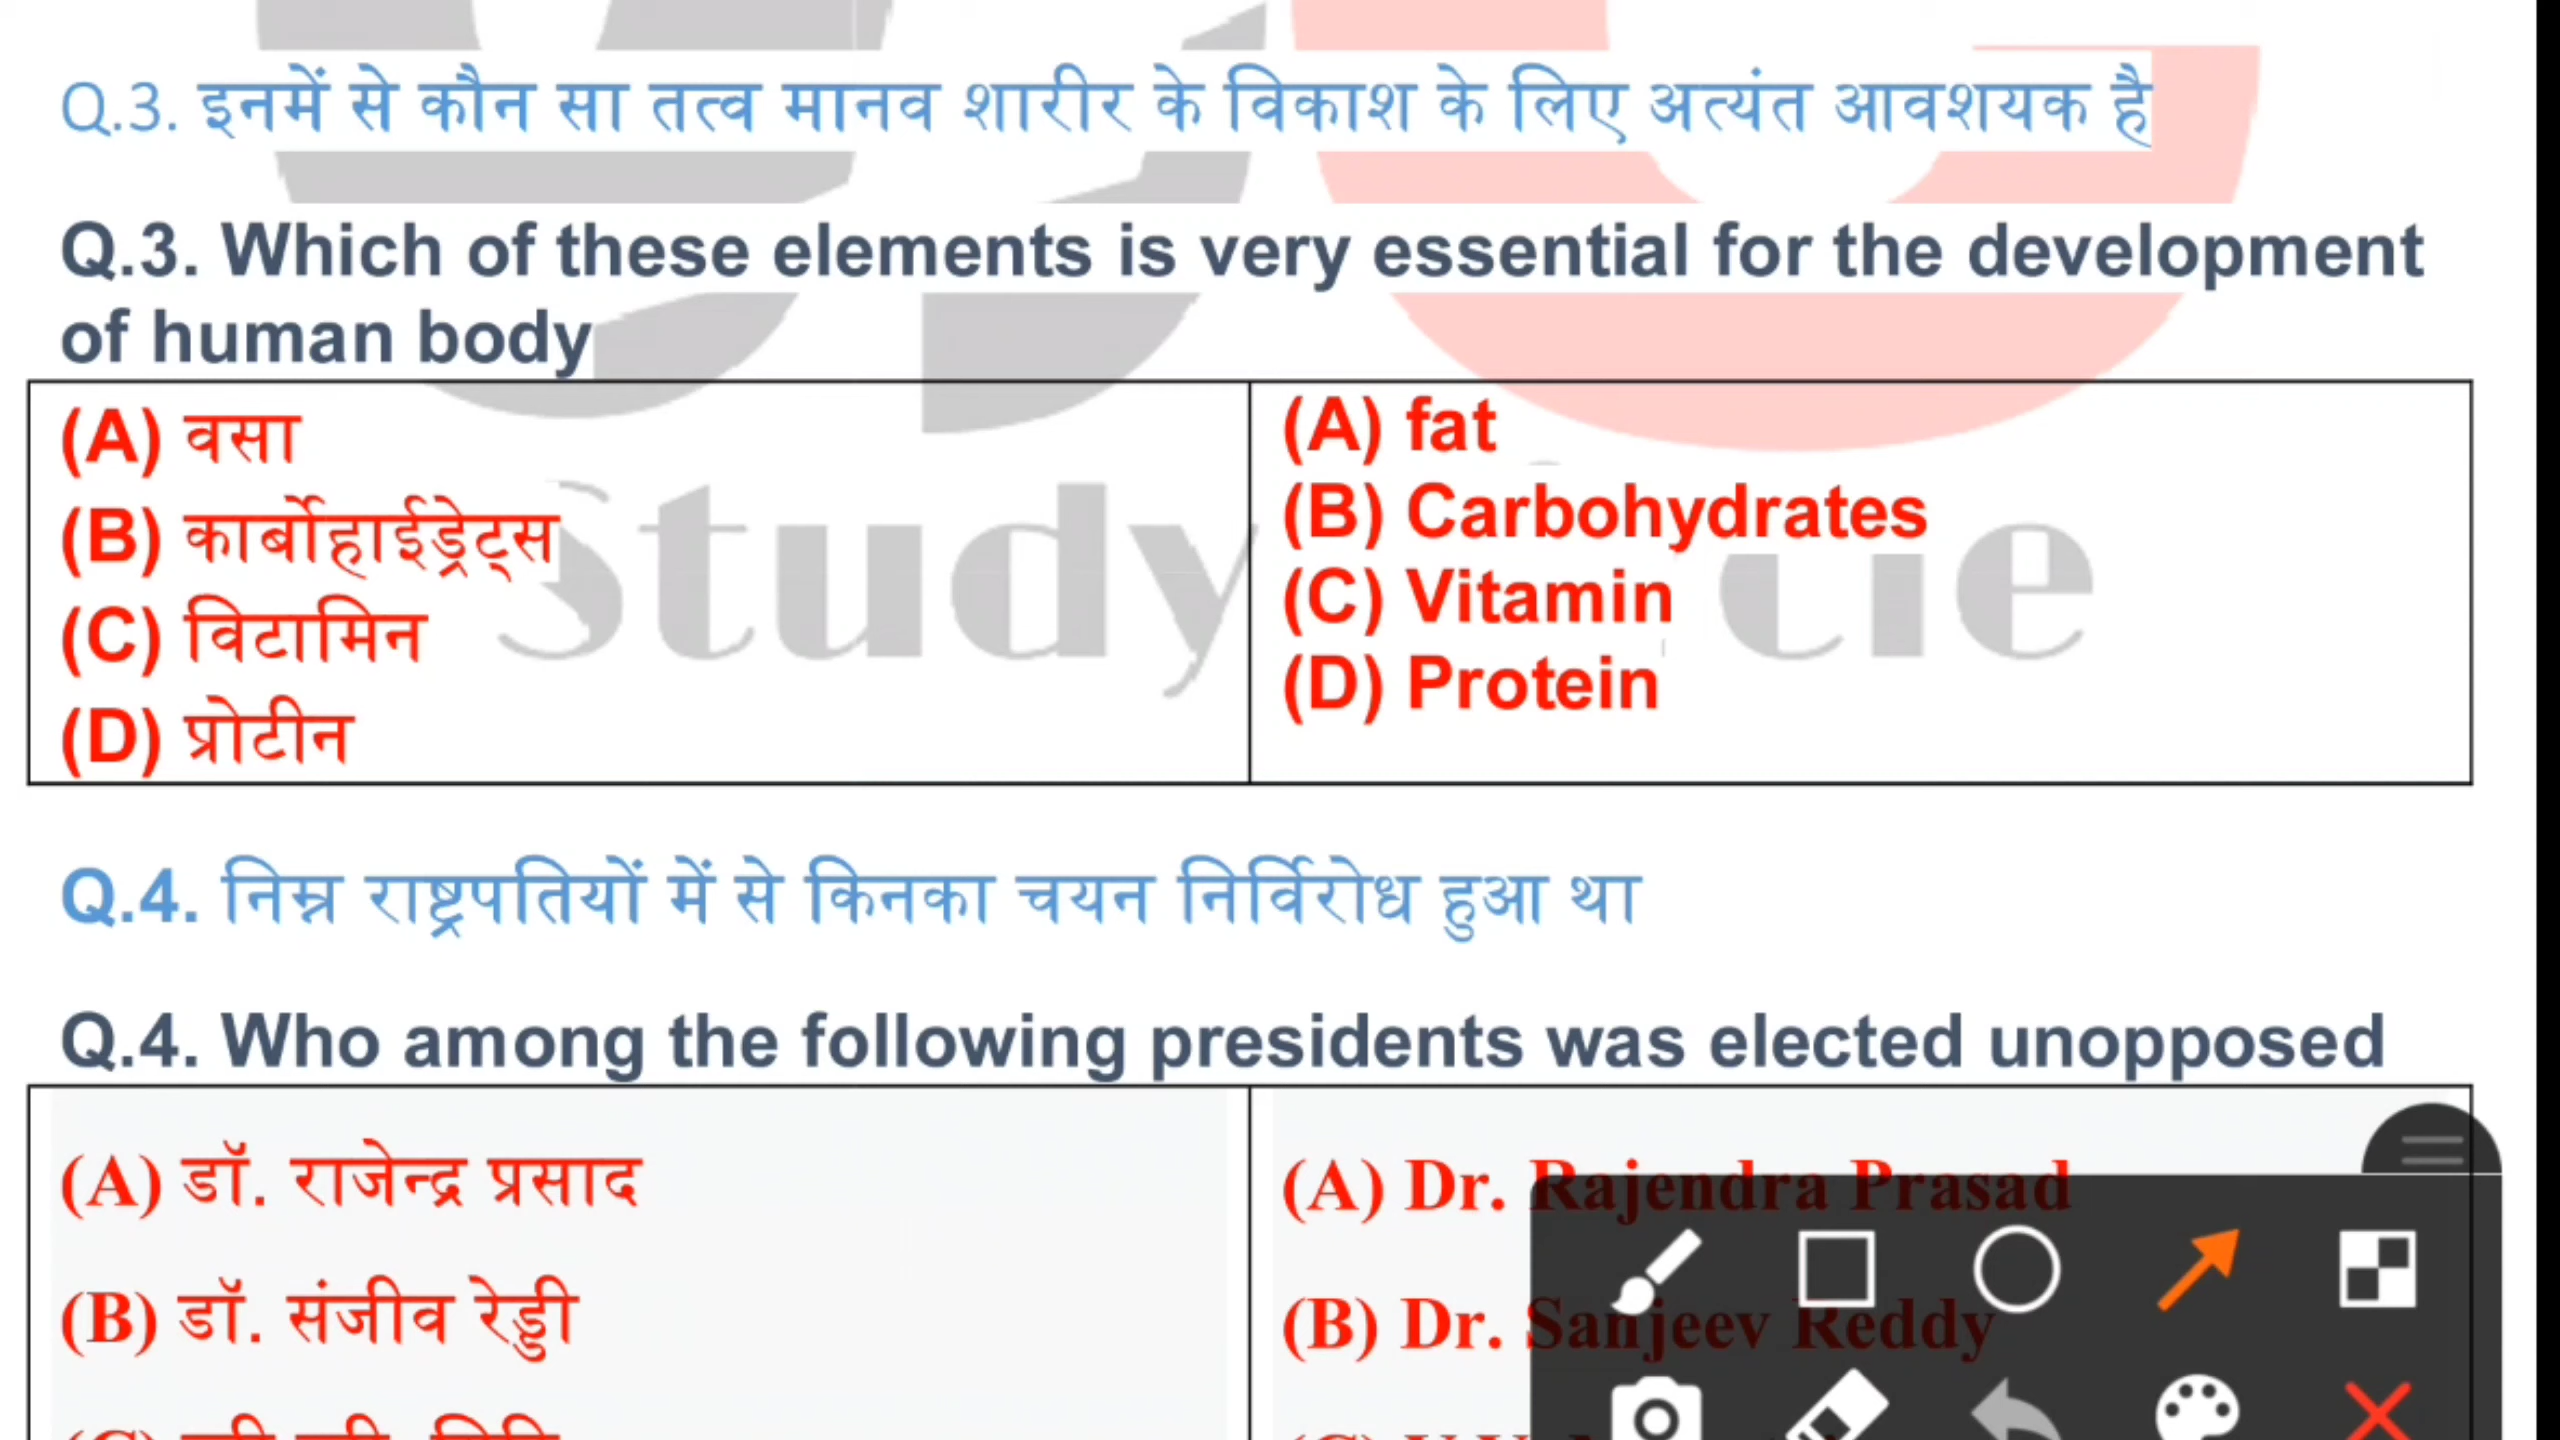 Q.3. इनमें से कौन सा तत्व मानव शारीर के विकाश के लिए अत्यंत आवशयक है
Q.3. Which of these elements is very essential for the development
of human body
(A) वसा
(B) कार्बोहाईड्रेट्स
(C) विटामिन
(D) प्रोटीन
(A) fat
(B) Carbohydrates
(C) Vitamin
(D) Protein
Study
Q.4. निम्न राष्ट्रपतियों में से किनका चयन निर्विरोध हुआ था
Q.4. Who among the following presidents was elected unopposed
(A) डॉ. राजेन्द्र प्रसाद
(B) डॉ. संजीव रेड्डी
(A) Dr. Rajendra Prasad
(B) Dr. Sanjeev Reddy